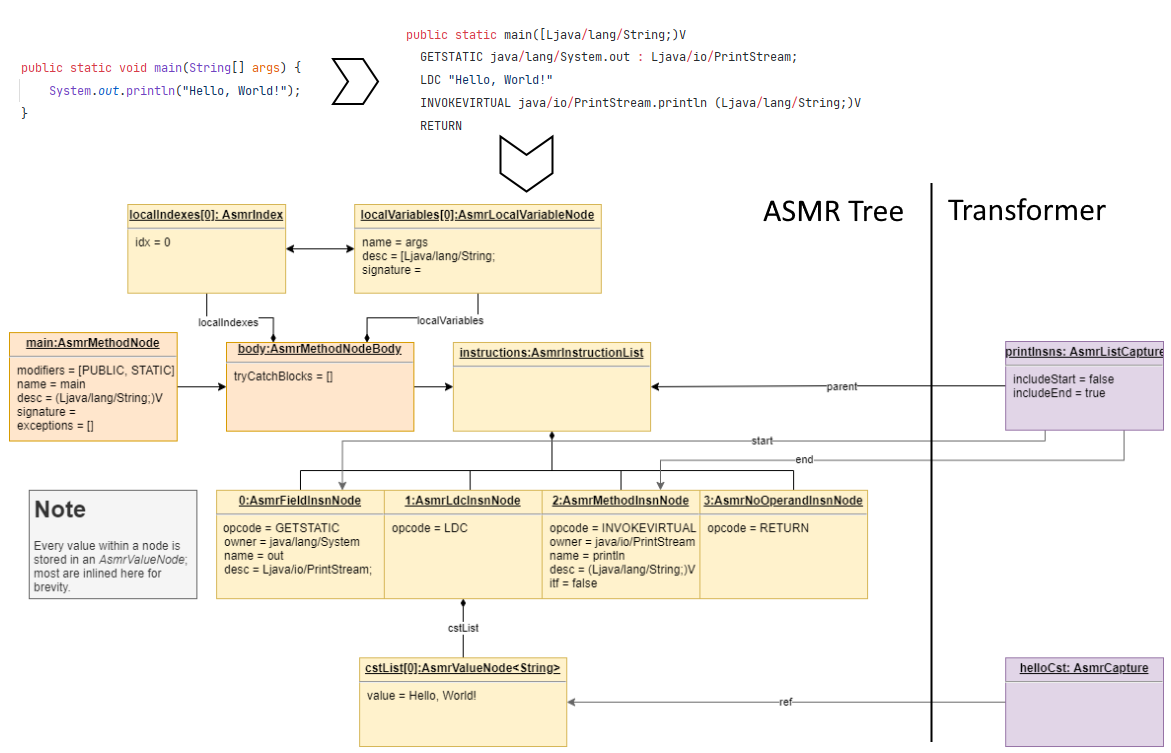 public static void main(String[] args) {
System.out.println("Hello, World!");
}
public static main([Ljava/lang/String;)V
GETSTATIC java/lang/System.out : Ljava/io/PrintStream;
LDC "Hello, World!"
INVOKEVIRTUAL java/io/PrintStream.println (Ljava/lang/String;)V
RETURN
ASMR Tree
Transformer
localIndexes[0]: AsmrIndex
idx = 0
localVariables[0]:AsmrLocalVariableNode
name = args
desc = [Ljava/lang/String;
signature =
localIndexes
localVariables
main:AsmrMethodNode
modifiers = [PUBLIC, STATIC]
name = main
desc = (Ljava/lang/String;)V
signature =
exceptions = []
body:AsmrMethodNodeBody
tryCatchBlocks = []
instructions:AsmrInstructionList
parent
printInsns: AsmrListCapture
includeStart = false
includeEnd = true
start
end
Note
Every value within a node is
stored in an AsmrValueNode;
most are inlined here for
brevity.
0:AsmrFieldInsnNode
opcode = GETSTATIC
owner = java/lang/System
name = out
desc = Ljava/io/PrintStream;
1:AsmrLdcInsnNode
opcode = LDC
2:AsmrMethodInsnNode
opcode = INVOKEVIRTUAL
owner = java/io/PrintStream
name = println
desc = (Ljava/lang/String;)V
itf = false
3:AsmrNoOperandInsnNode
opcode = RETURN
cstList
cstList[0]:AsmrValueNode<String>
value = Hello, World!
ref
helloCst: AsmrCapture